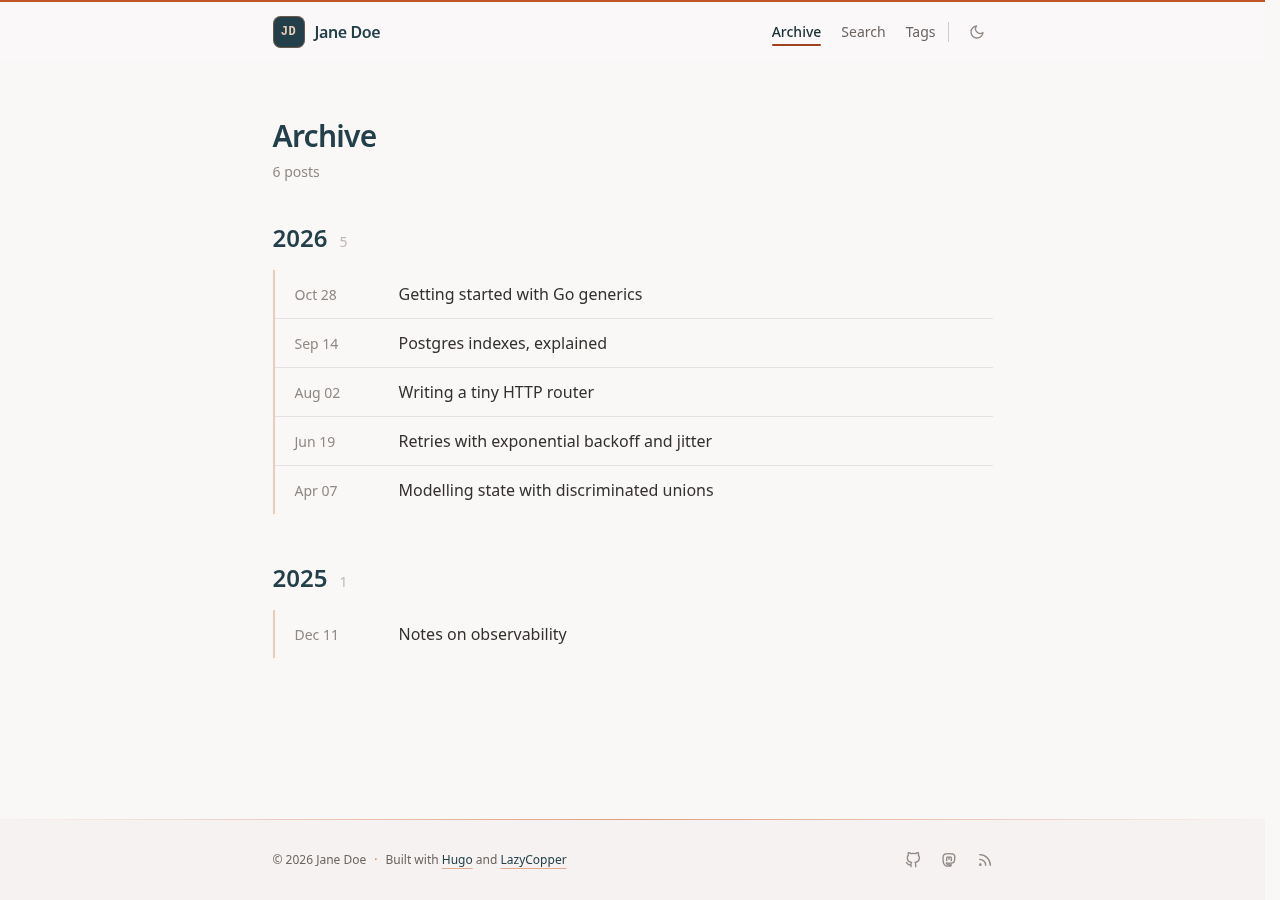 JD Jane Doe Archive Search Tags
Archive
6 posts
2026 5
Oct 28 Getting started with Go generics
Sep 14 Postgres indexes, explained
Aug 02 Writing a tiny HTTP router
Jun 19 Retries with exponential backoff and jitter
Apr 07 Modelling state with discriminated unions
2025 1
Dec 11 Notes on observability
© 2026 Jane Doe · Built with Hugo and LazyCopper